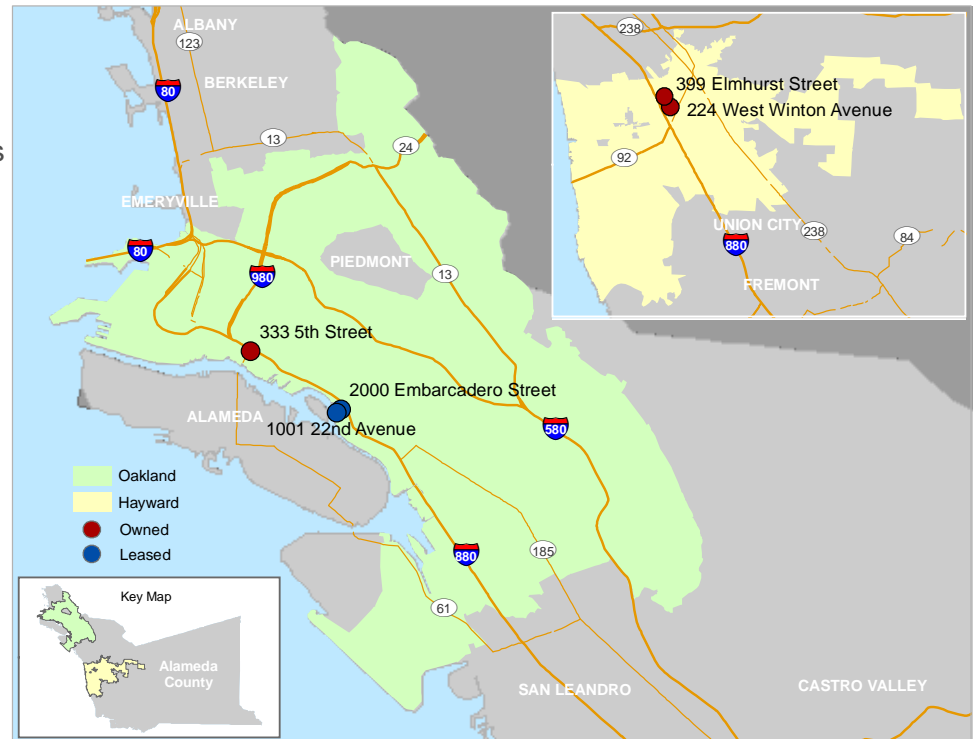 ALBANY
123
BERKELEY
80
13
24
S
EMERYVILLE
80
980
PIEDMONT
13
333 5th Street
2000 Embarcadero Street
ALAMEDA
1001 22nd Avenue
580
880
185
61
SAN LEANDRO
CASTRO VALLEY
238
399 Elmhurst Street
224 West Winton Avenue
92
UNION CITY
880
238
84
FREMONT
Oakland
Hayward
Owned
Leased
Key Map
Alameda
County